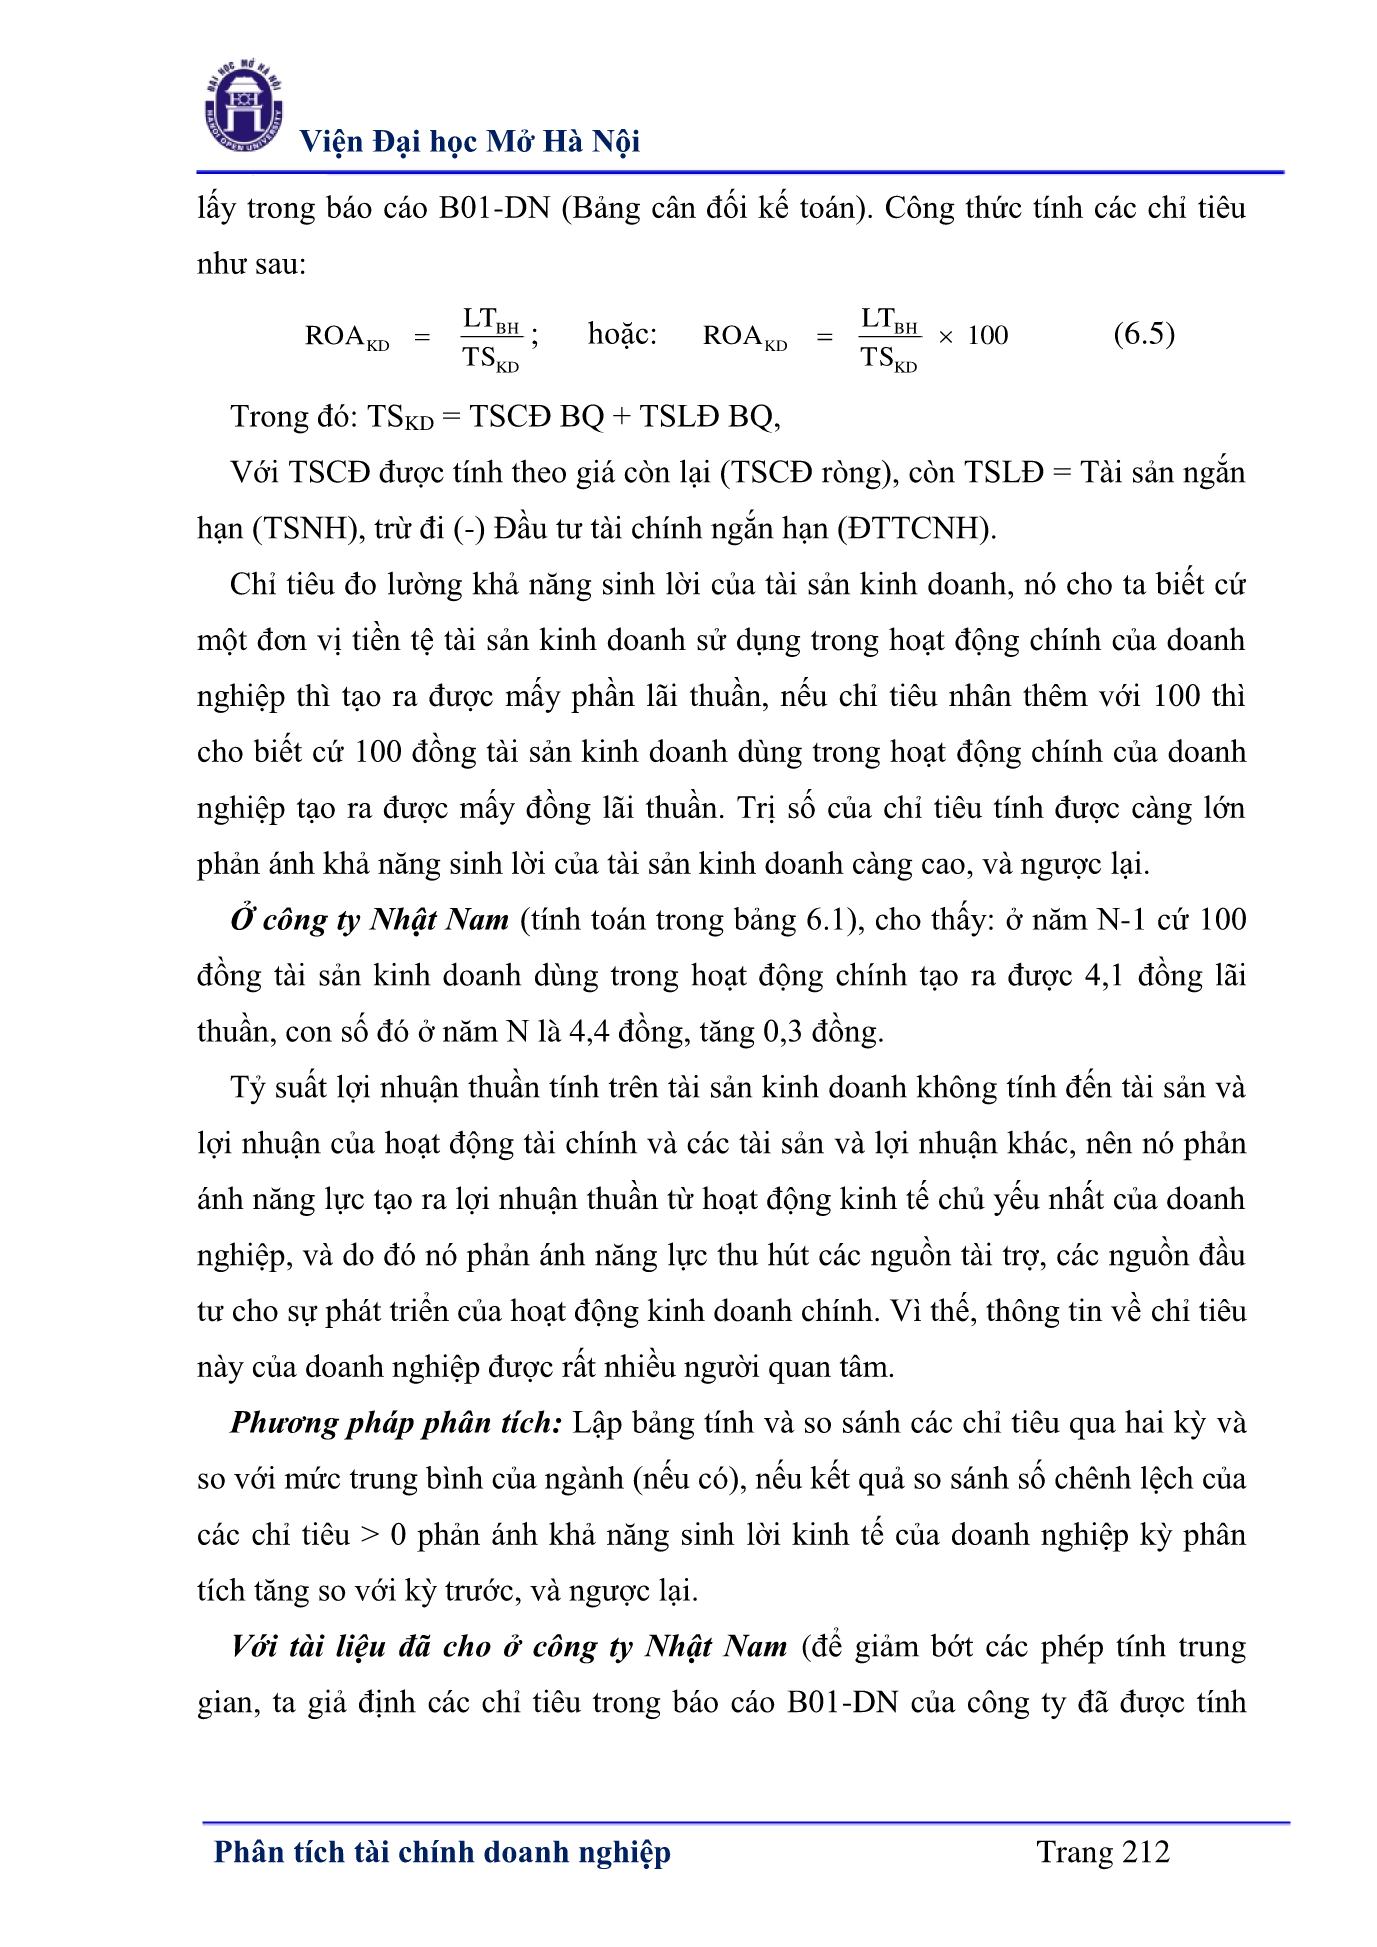 ĐẠI HỌC MỞ HÀ NỘI
HANOI OPEN UNIVERSITY
Viện Đại học Mở Hà Nội
lấy trong báo cáo B01-DN (Bảng cân đối kế toán). Công thức tính các chỉ tiêu
như sau:
ROA_KD = LT_BH / TS_KD ; hoặc: ROA_KD = LT_BH / TS_KD × 100 (6.5)
Trong đó: TS_KD = TSCĐ BQ + TSLĐ BQ,
Với TSCĐ được tính theo giá còn lại (TSCĐ ròng), còn TSLĐ = Tài sản ngắn
hạn (TSNH), trừ đi (-) Đầu tư tài chính ngắn hạn (ĐTTCNH).
Chỉ tiêu đo lường khả năng sinh lời của tài sản kinh doanh, nó cho ta biết cứ
một đơn vị tiền tệ tài sản kinh doanh sử dụng trong hoạt động chính của doanh
nghiệp thì tạo ra được mấy phần lãi thuần, nếu chỉ tiêu nhân thêm với 100 thì
cho biết cứ 100 đồng tài sản kinh doanh dùng trong hoạt động chính của doanh
nghiệp tạo ra được mấy đồng lãi thuần. Trị số của chỉ tiêu tính được càng lớn
phản ánh khả năng sinh lời của tài sản kinh doanh càng cao, và ngược lại.
Ở công ty Nhật Nam (tính toán trong bảng 6.1), cho thấy: ở năm N-1 cứ 100
đồng tài sản kinh doanh dùng trong hoạt động chính tạo ra được 4,1 đồng lãi
thuần, con số đó ở năm N là 4,4 đồng, tăng 0,3 đồng.
Tỷ suất lợi nhuận thuần tính trên tài sản kinh doanh không tính đến tài sản và
lợi nhuận của hoạt động tài chính và các tài sản và lợi nhuận khác, nên nó phản
ánh năng lực tạo ra lợi nhuận thuần từ hoạt động kinh tế chủ yếu nhất của doanh
nghiệp, và do đó nó phản ánh năng lực thu hút các nguồn tài trợ, các nguồn đầu
tư cho sự phát triển của hoạt động kinh doanh chính. Vì thế, thông tin về chỉ tiêu
này của doanh nghiệp được rất nhiều người quan tâm.
Phương pháp phân tích: Lập bảng tính và so sánh các chỉ tiêu qua hai kỳ và
so với mức trung bình của ngành (nếu có), nếu kết quả so sánh số chênh lệch của
các chỉ tiêu > 0 phản ánh khả năng sinh lời kinh tế của doanh nghiệp kỳ phân
tích tăng so với kỳ trước, và ngược lại.
Với tài liệu đã cho ở công ty Nhật Nam (để giảm bớt các phép tính trung
gian, ta giả định các chỉ tiêu trong báo cáo B01-DN của công ty đã được tính
Phân tích tài chính doanh nghiệp Trang 212